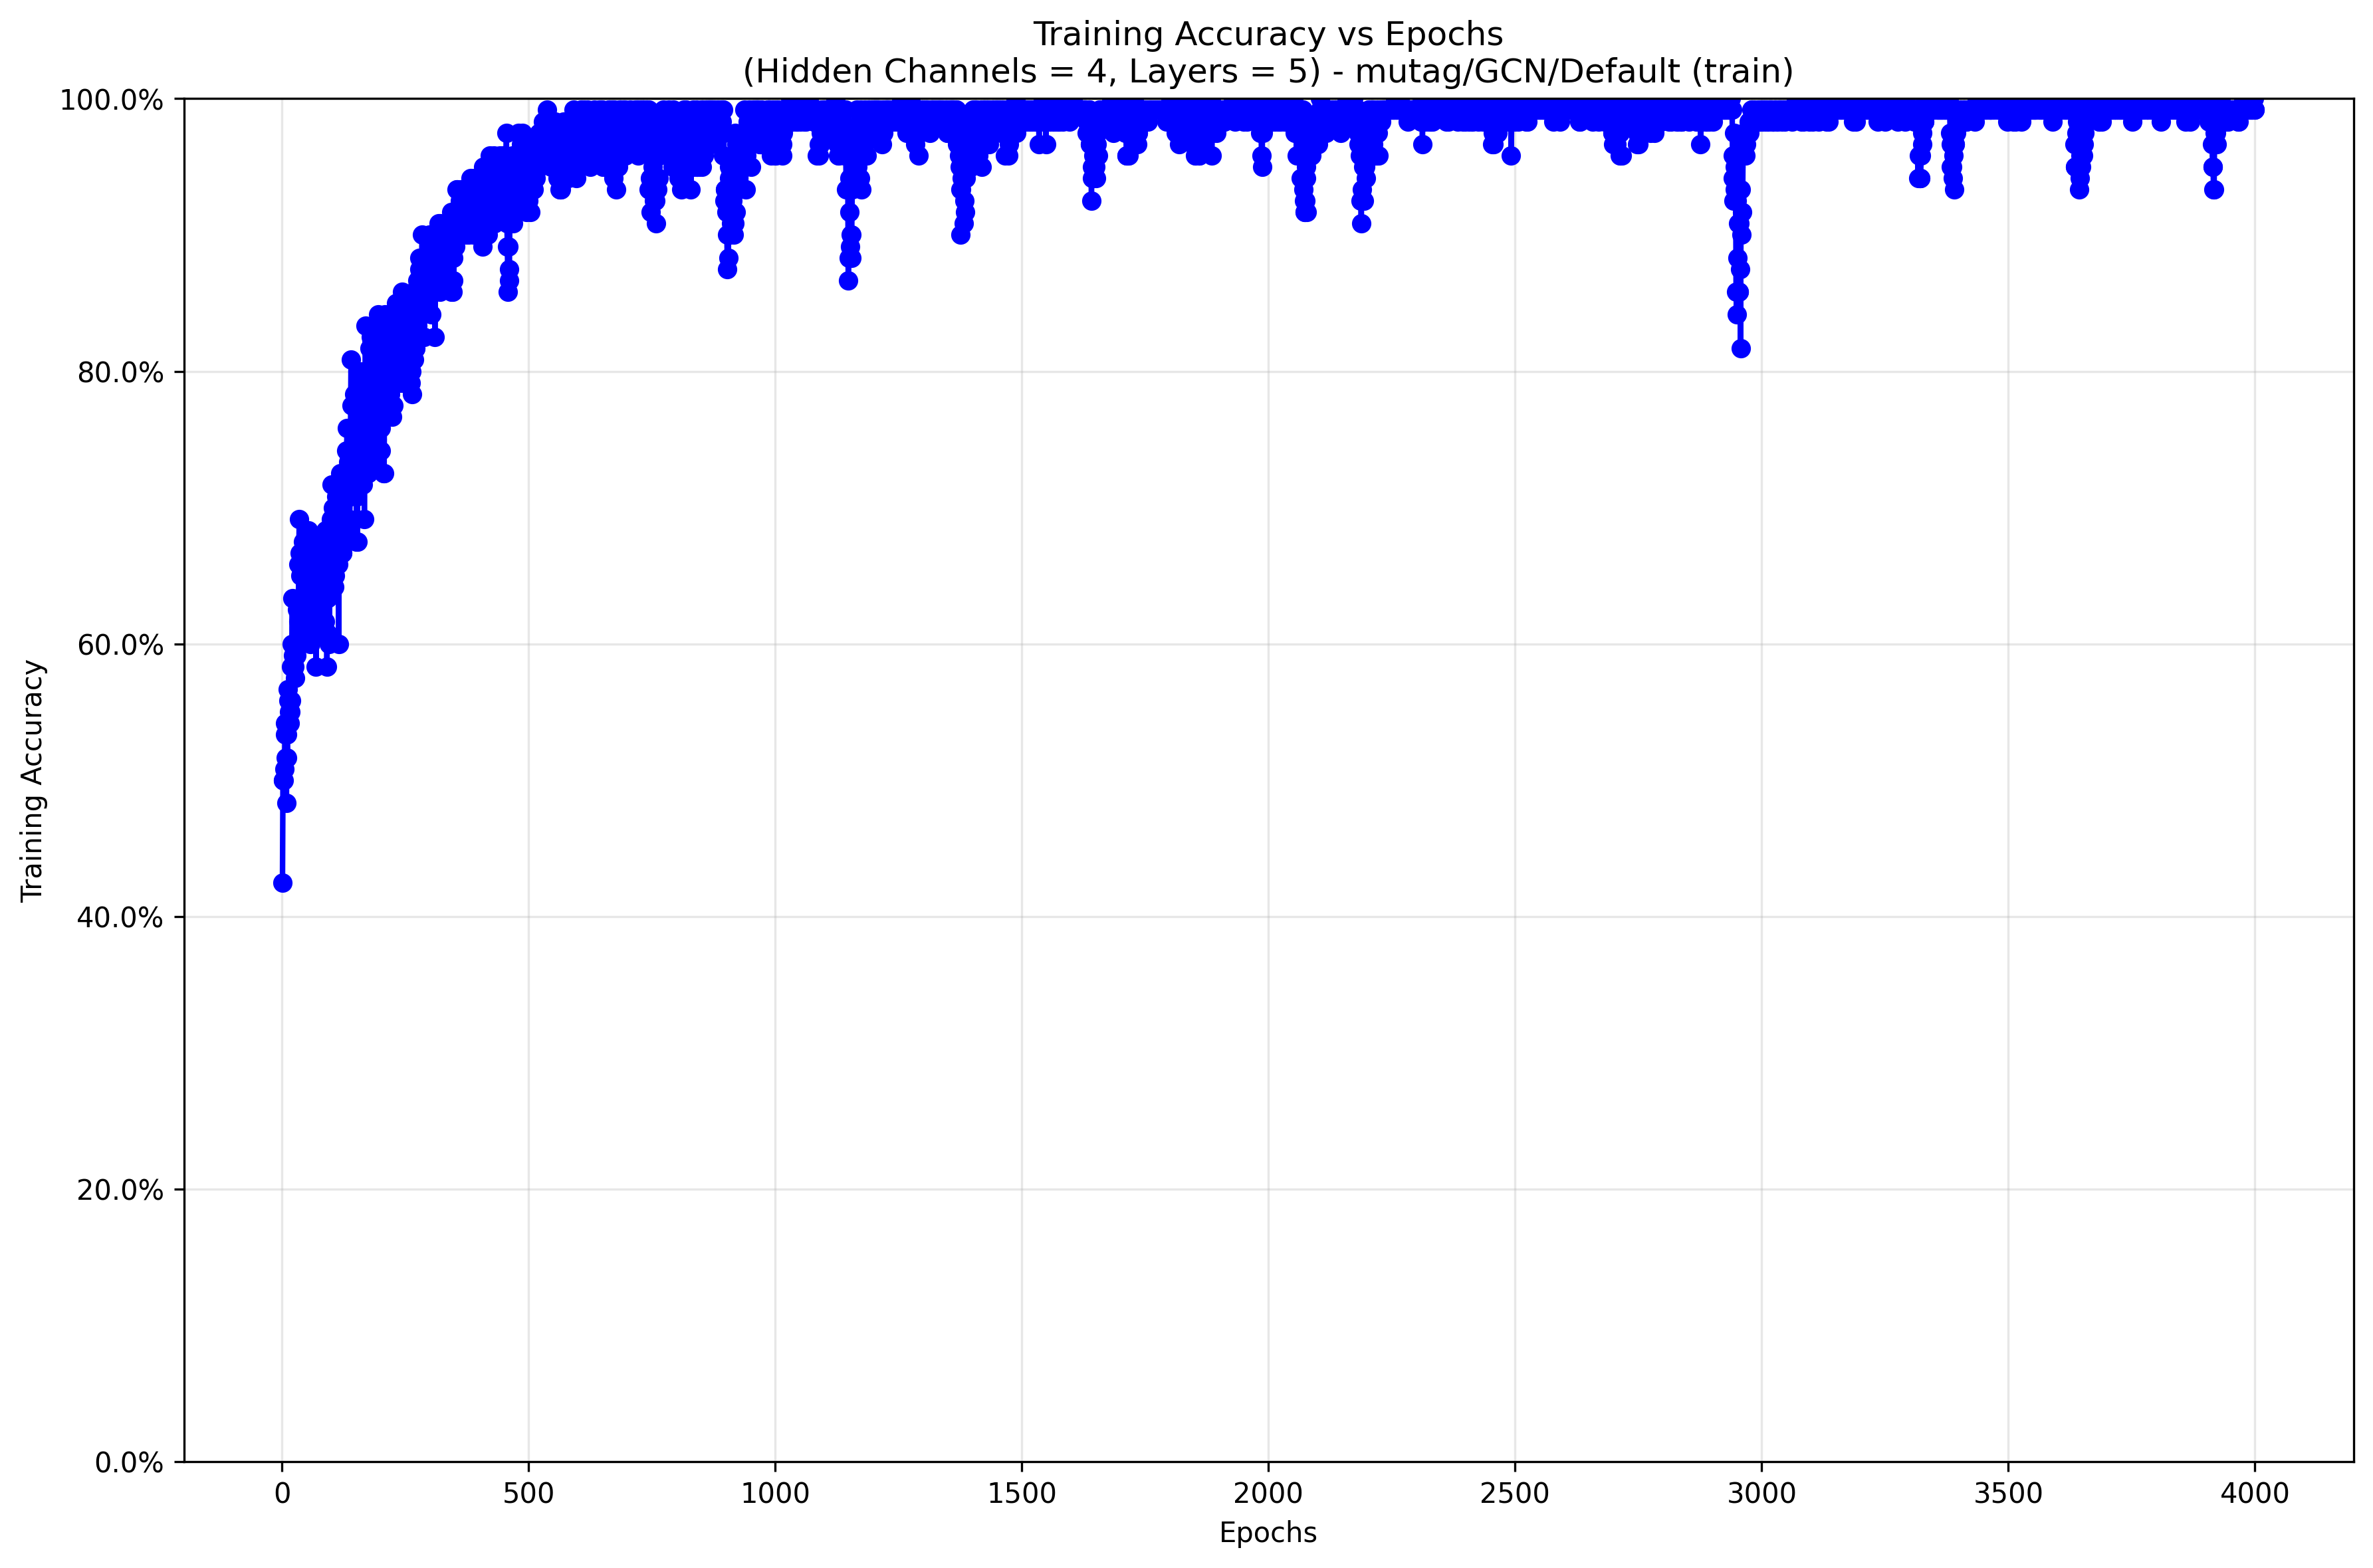 Training Accuracy vs Epochs
(Hidden Channels = 4, Layers = 5) - mutag/GCN/Default (train)
100.0%
80.0%
60.0%
40.0%
20.0%
0.0%
Training Accuracy
0 500 1000 1500 2000 2500 3000 3500 4000
Epochs